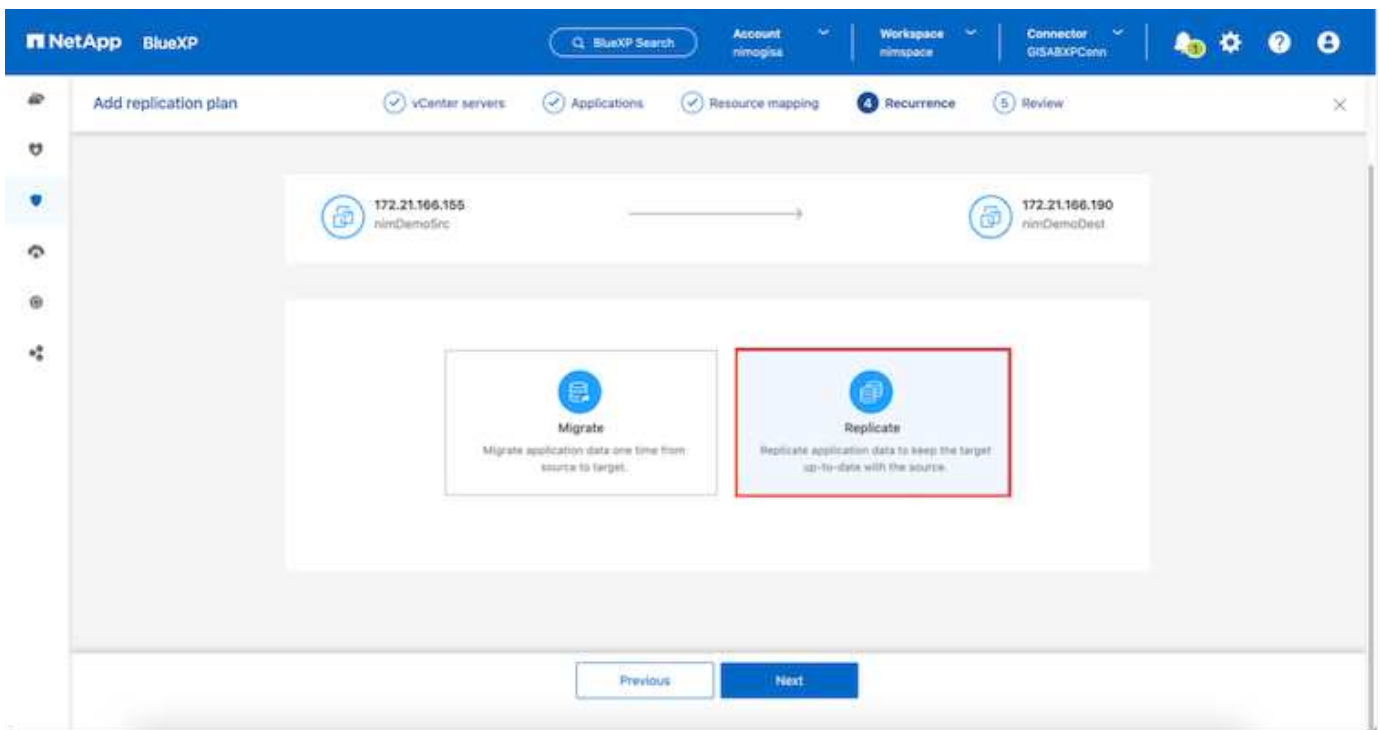 NetApp BlueXP
BlueXP Search
Account
nimogisa
Workspace
nimspace
Connector
GISABXPConn
1
Add replication plan
vCenter servers
Applications
Resource mapping
4 Recurrence
5 Review
172.21.166.155
nimDemoSrc
172.21.166.190
nimDemoDest
Migrate
Migrate application data one time from
source to target.
Replicate
Replicate application data to keep the target
up-to-date with the source.
Previous
Next